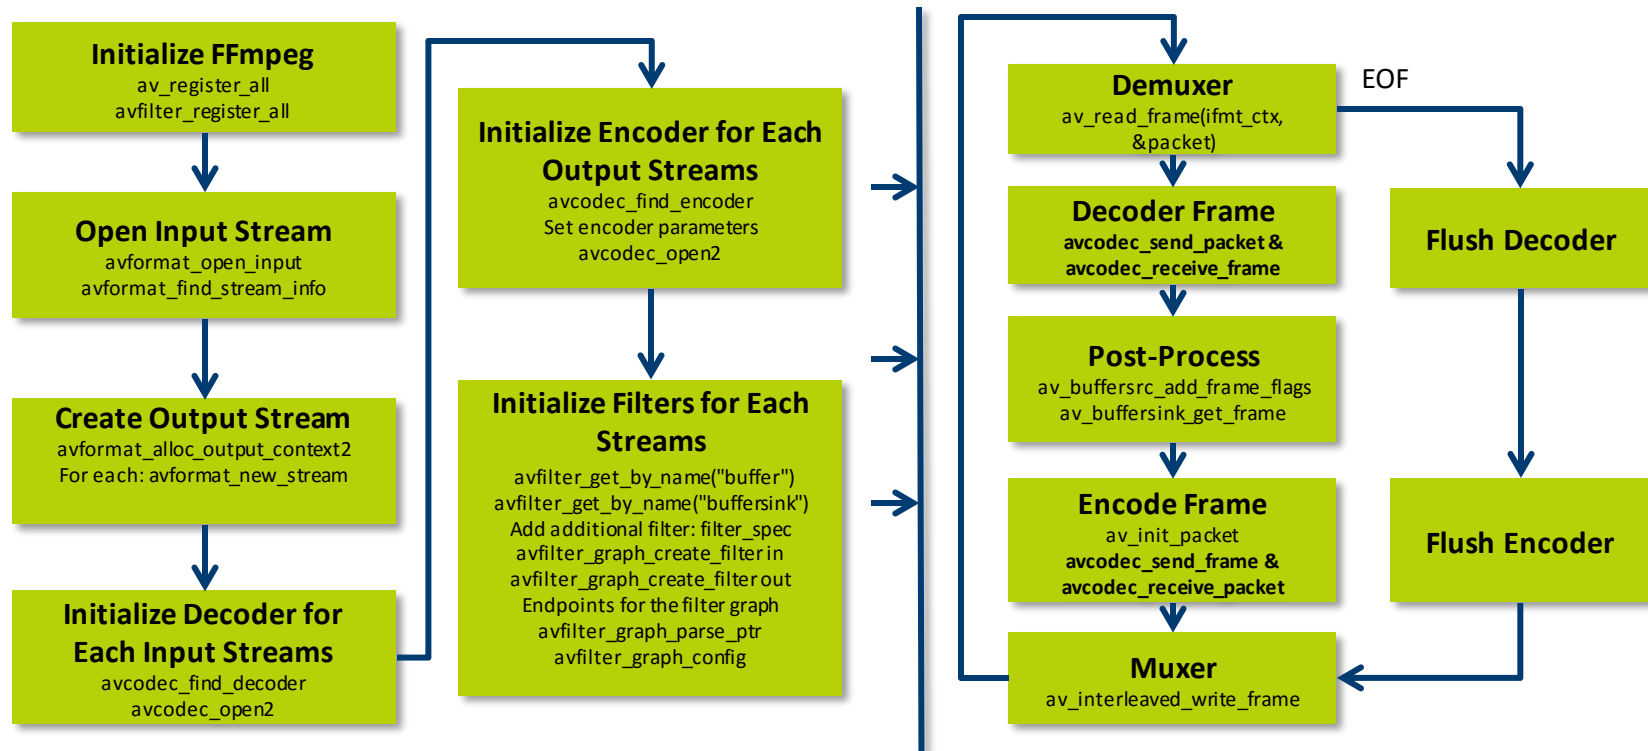 Initialize FFmpeg
av_register_all
avfilter_register_all
Open Input Stream
avformat_open_input
avformat_find_stream_info
Create Output Stream
avformat_alloc_output_context2
For each: avformat_new_stream
Initialize Decoder for
Each Input Streams
avcodec_find_decoder
avcodec_open2
Initialize Encoder for Each
Output Streams
avcodec_find_encoder
Set encoder parameters
avcodec_open2
Initialize Filters for Each
Streams
avfilter_get_by_name("buffer")
avfilter_get_by_name("buffersink")
Add additional filter: filter_spec
avfilter_graph_create_filter in
avfilter_graph_create_filter out
Endpoints for the filter graph
avfilter_graph_parse_ptr
avfilter_graph_config
Demuxer
av_read_frame(ifmt_ctx,
&packet)
EOF
Decoder Frame
avcodec_send_packet &
avcodec_receive_frame
Post-Process
av_buffersrc_add_frame_flags
av_buffersink_get_frame
Encode Frame
av_init_packet
avcodec_send_frame &
avcodec_receive_packet
Muxer
av_interleaved_write_frame
Flush Decoder
Flush Encoder